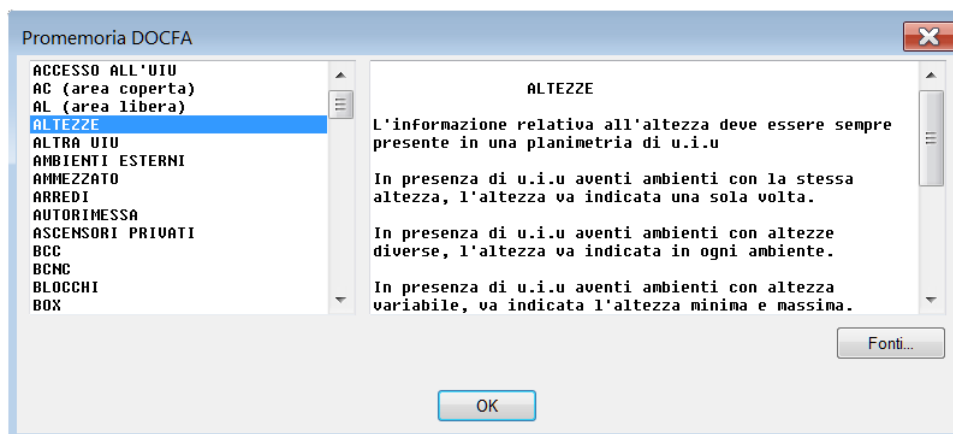 Promemoria DOCFA
ACCESSO ALL'UIU
AC (area coperta)
AL (area libera)
ALTEZZE
ALTRA UIU
AMBIENTI ESTERNI
AMMEZZATO
ARREDI
AUTORIMESSA
ASCENSORI PRIVATI
BCC
BCNC
BLOCCHI
BOX
ALTEZZE
L'informazione relativa all'altezza deve essere sempre
presente in una planimetria di u.i.u
In presenza di u.i.u aventi ambienti con la stessa
altezza, l'altezza va indicata una sola volta.
In presenza di u.i.u aventi ambienti con altezze
diverse, l'altezza va indicata in ogni ambiente.
In presenza di u.i.u aventi ambienti con altezza
variabile, va indicata l'altezza minima e massima.
Fonti...
OK